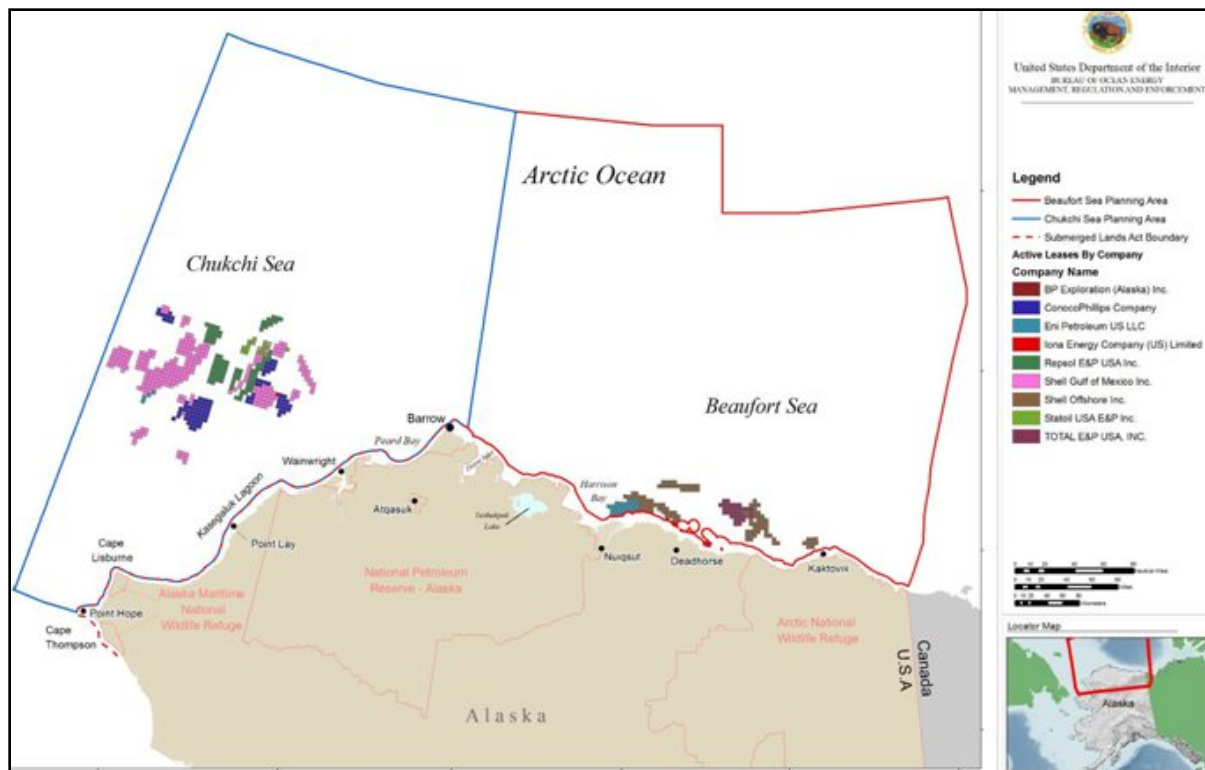 United States Department of the Interior
BUREAU OF OCEAN ENERGY
MANAGEMENT, REGULATION AND ENFORCEMENT
Legend
Beaufort Sea Planning Area
Chukchi Sea Planning Area
Submerged Lands Act Boundary
Active Leases By Company
Company Name
BP Exploration (Alaska) Inc.
ConocoPhillips Company
Eni Petroleum US LLC
Iona Energy Company (US) Limited
Repsol E&P USA Inc.
Shell Gulf of Mexico Inc.
Shell Offshore Inc.
Statoil USA E&P Inc.
TOTAL E&P USA, INC.
Locator Map
Alaska
Arctic Ocean
Chukchi Sea
Beaufort Sea
Barrow
Peard Bay
Wainwright
Kasegaluk Lagoon
Atqasuk
Harrison
Bay
Teshekpuk
Lake
Point Lay
Cape
Lisburne
Nuiqsut
Deadhorse
Kaktovik
National Petroleum
Reserve - Alaska
Alaska Maritime
National
Wildlife Refuge
Point Hope
Cape
Thompson
Arctic National
Wildlife Refuge
Canada
U.S.A
Alaska